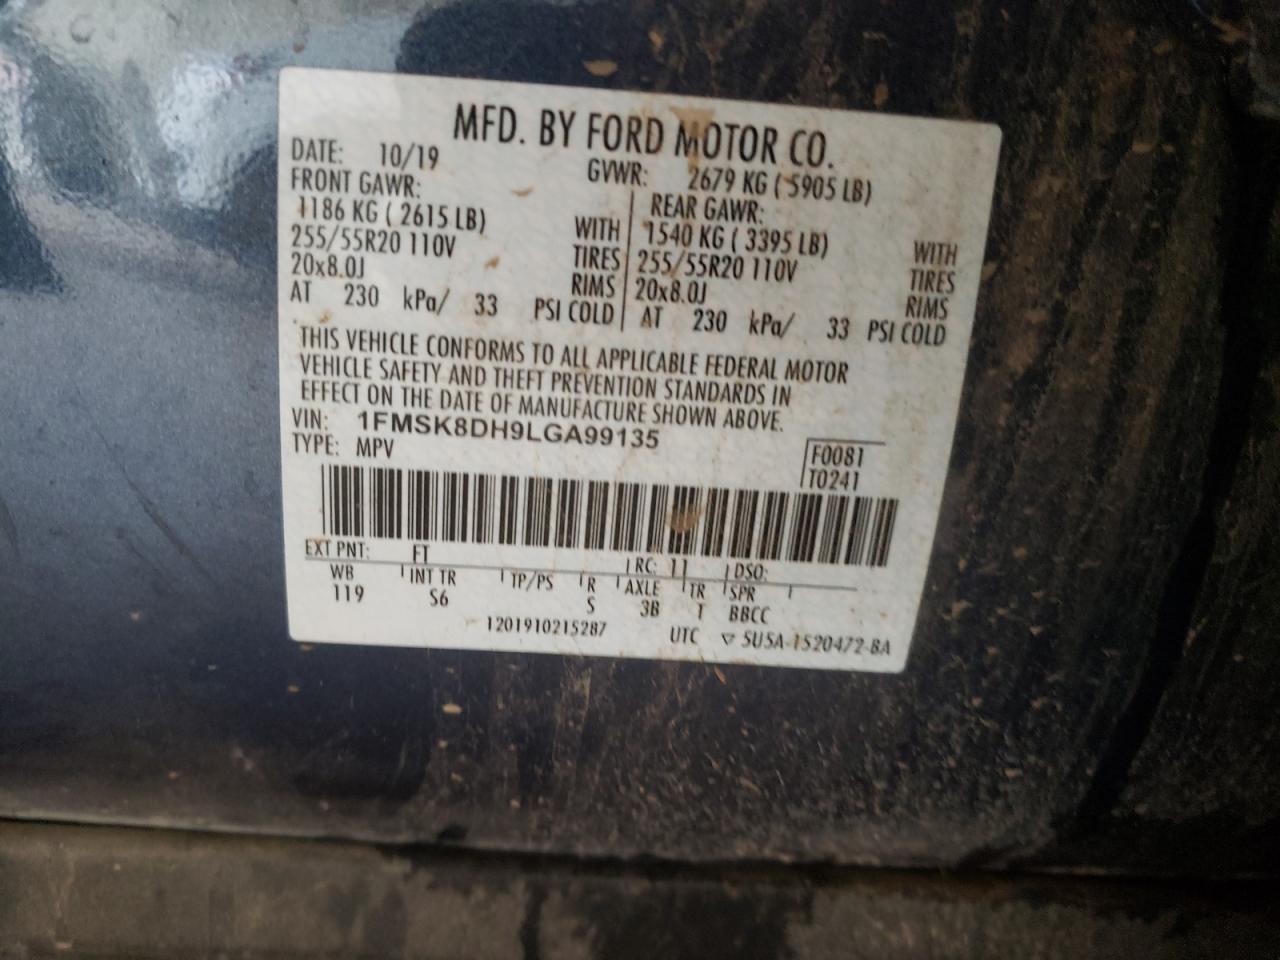 MFD. BY FORD MOTOR CO.
DATE: 10/19 GVWR: 2679 KG ( 5905 LB)
FRONT GAWR: REAR GAWR:
1186 KG ( 2615 LB) WITH 1540 KG ( 3395 LB) WITH
255/55R20 110V TIRES 255/55R20 110V TIRES
20x8.0J RIMS 20x8.0J RIMS
AT 230 kPa/ 33 PSI COLD AT 230 kPa/ 33 PSI COLD
THIS VEHICLE CONFORMS TO ALL APPLICABLE FEDERAL MOTOR
VEHICLE SAFETY AND THEFT PREVENTION STANDARDS IN
EFFECT ON THE DATE OF MANUFACTURE SHOWN ABOVE.
VIN: 1FMSK8DH9LGA99135
TYPE: MPV F0081
T0241
EXT PNT: FT RC: 11 DSO:
WB INT TR TP/PS R AXLE TR SPR
119 S6 S 3B T BBCC
1201910215287 UTC ▽ 5U5A-1520472-BA